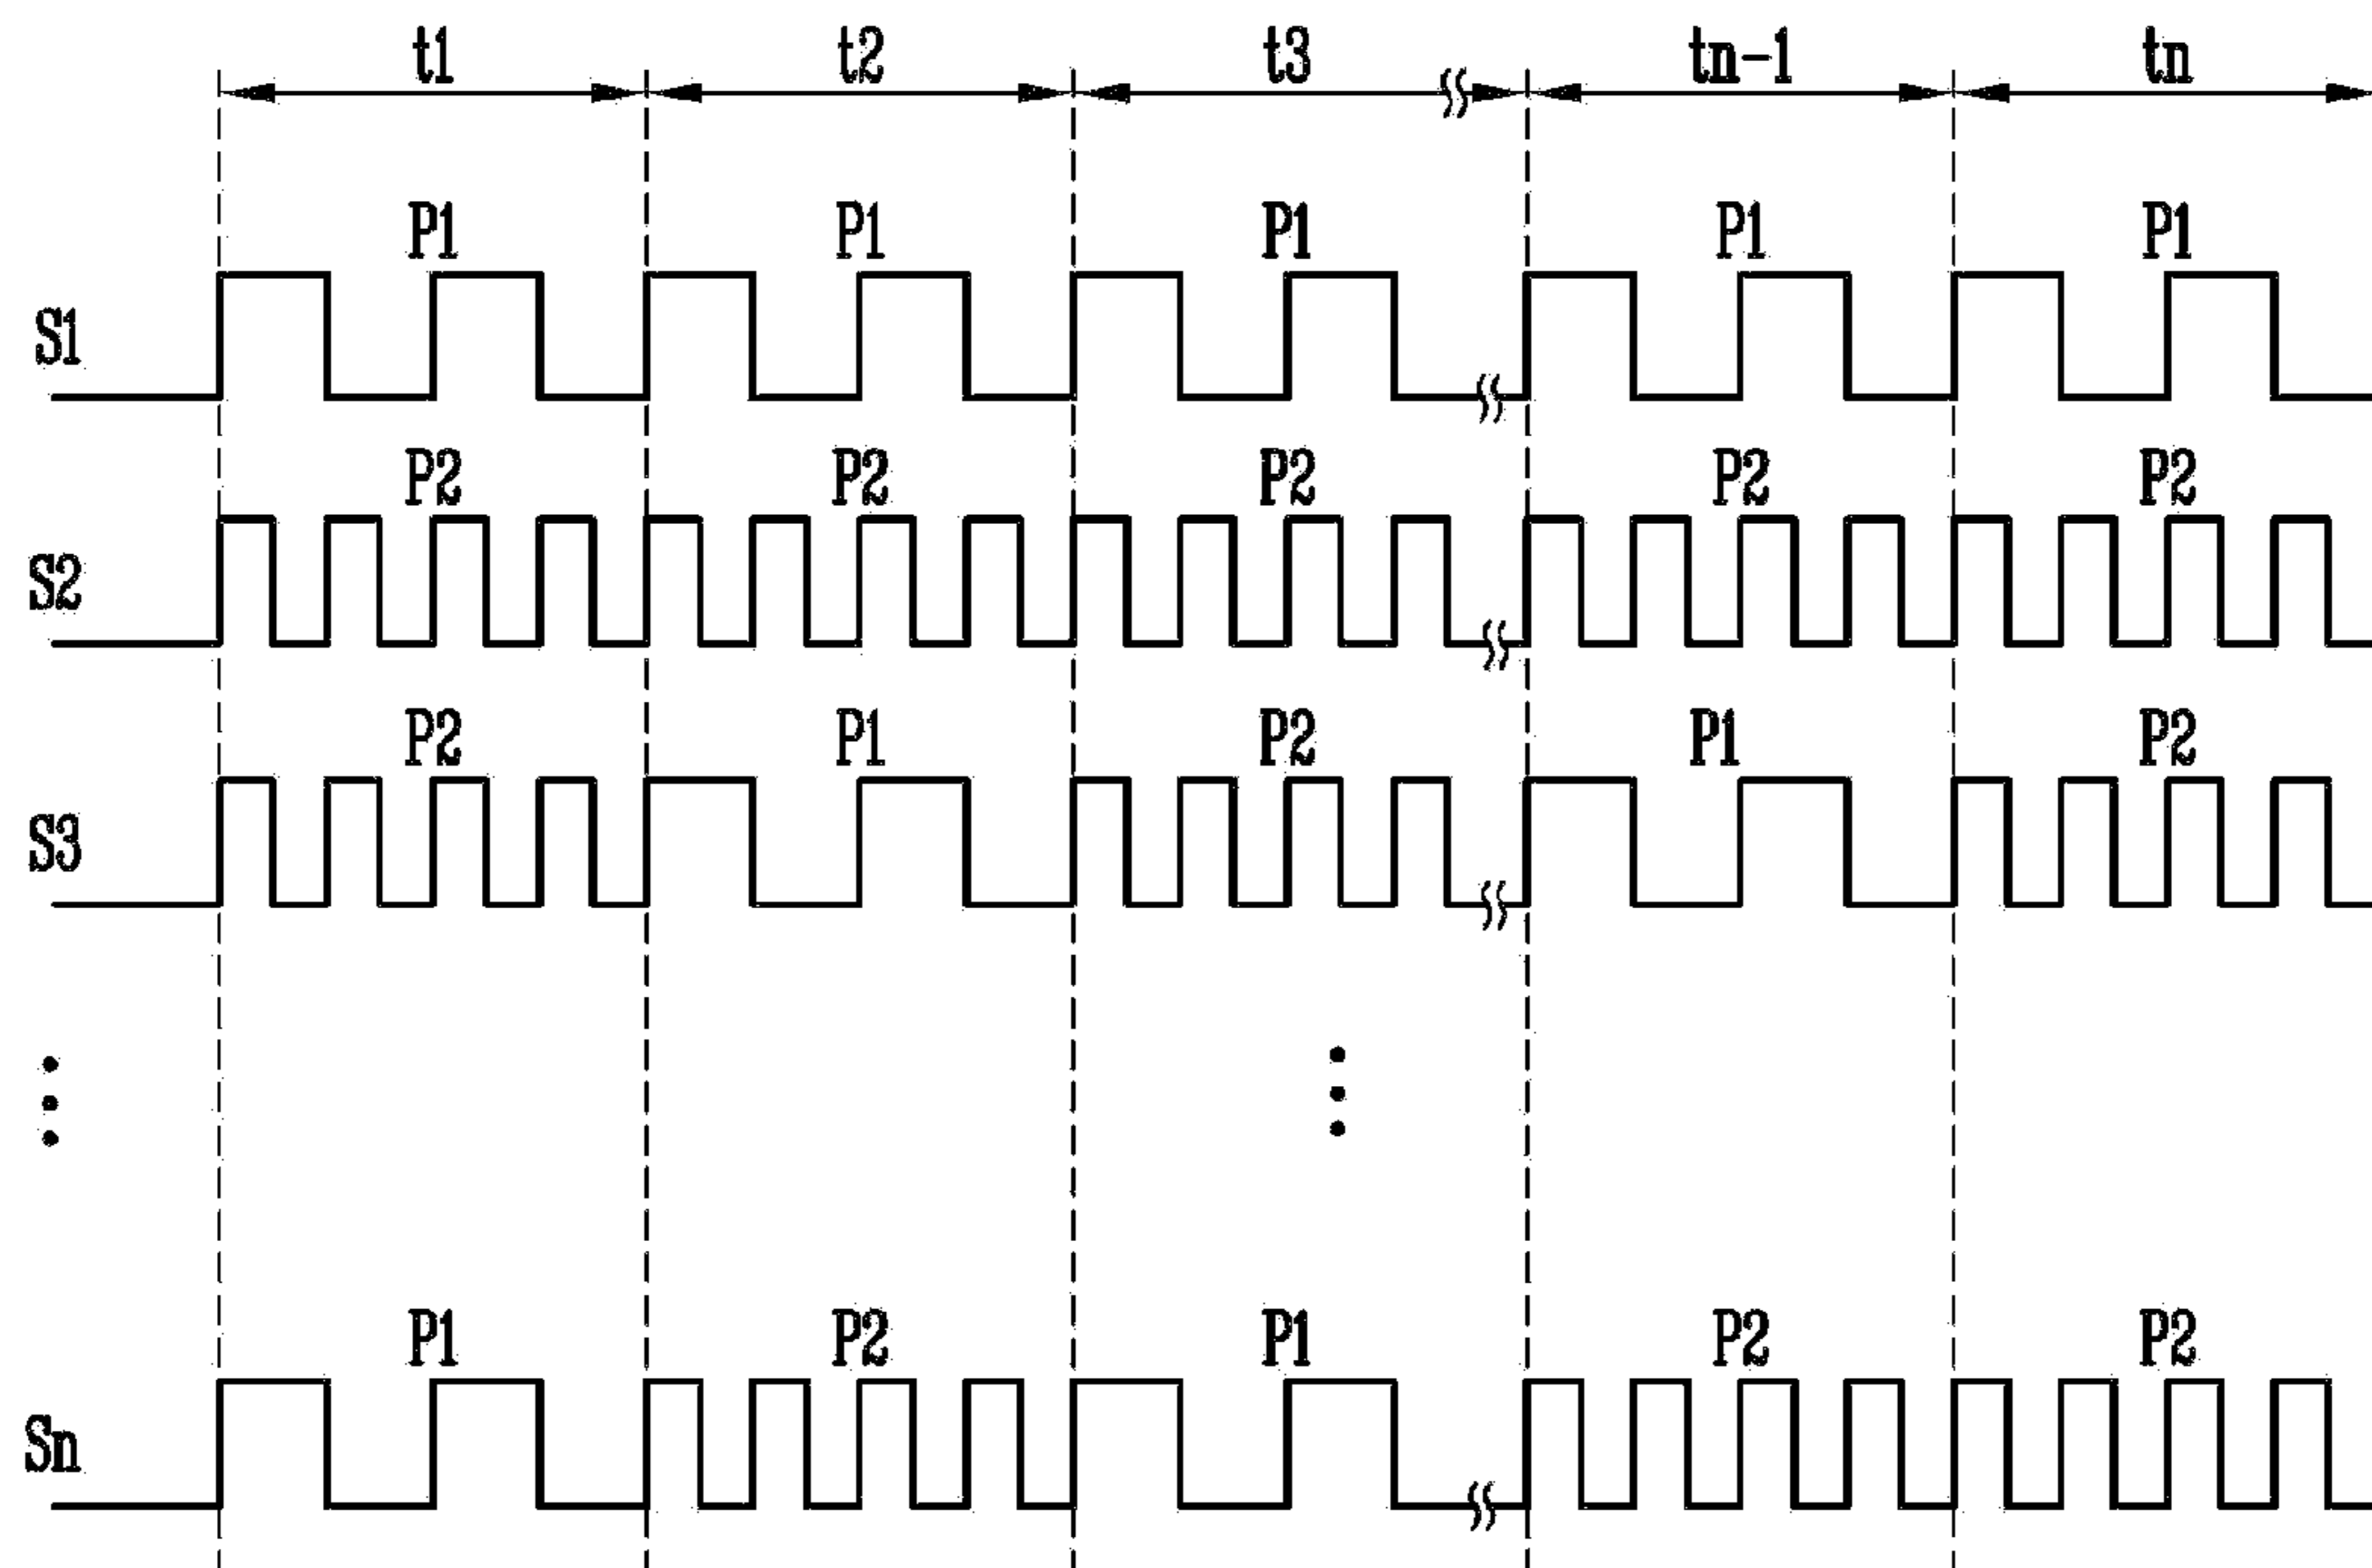 t1 t2 t3 tn-1 tn
P1 P1 P1 P1 P1
S1
P2 P2 P2 P2 P2
S2
P2 P1 P2 P1 P2
S3
P1 P2 P1 P2 P2
Sn